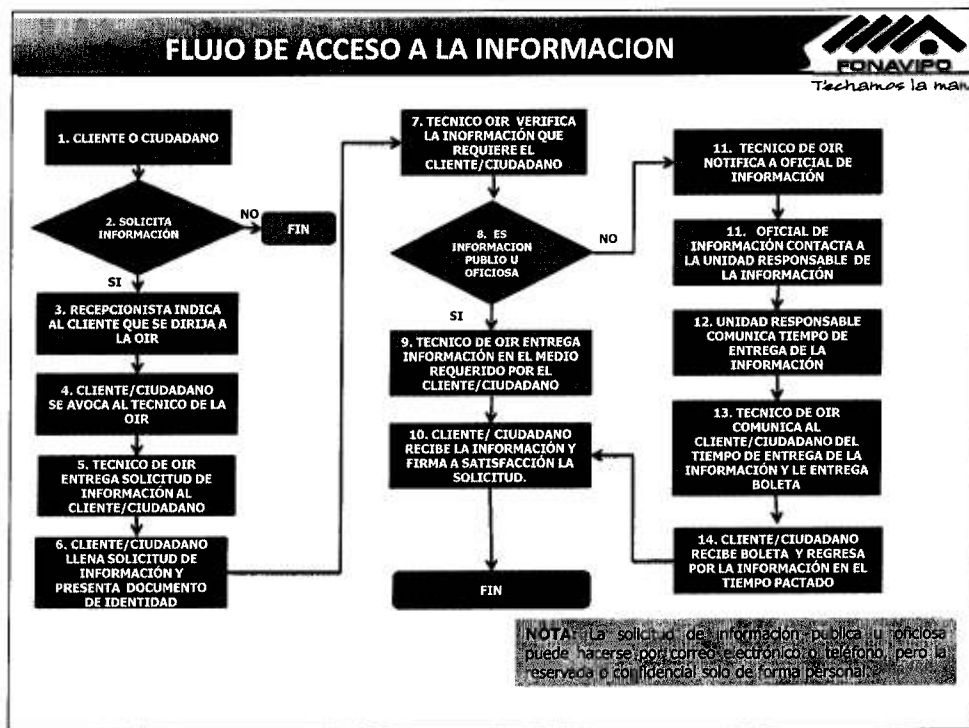 FLUJO DE ACCESO A LA INFORMACION
FONAVIPO
Techamos la
1. CLIENTE O CIUDADANO
2. SOLICITA
INFORMACIÓN
NO
FIN
SI
3. RECEPCIONISTA INDICA
AL CLIENTE QUE SE DIRIJA A
LA OIR
4. CLIENTE/CIUDADANO
SE AVOCA AL TECNICO DE LA
OIR
5. TECNICO DE OIR
ENTREGA SOLICITUD DE
INFORMACIÓN AL
CLIENTE/CIUDADANO
6. CLIENTE/CIUDADANO
LLENA SOLICITUD DE
INFORMACIÓN Y
PRESENTA DOCUMENTO
DE IDENTIDAD
7. TECNICO OIR VERIFICA
LA INOFRMACIÓN QUE
REQUIERE EL
CLIENTE/CIUDADANO
8. ES
INFORMACION
PUBLIO U
OFICIOSA
NO
SI
9. TECNICO DE OIR ENTREGA
INFORMACIÓN EN EL MEDIO
REQUERIDO POR EL
CLIENTE/CIUDADANO
10. CLIENTE/ CIUDADANO
RECIBE LA INFORMACIÓN Y
FIRMA A SATISFACCIÓN LA
SOLICITUD.
FIN
11. TECNICO DE OIR
NOTIFICA A OFICIAL DE
INFORMACIÓN
11. OFICIAL DE
INFORMACIÓN CONTACTA A
LA UNIDAD RESPONSABLE DE
LA INFORMACIÓN
12. UNIDAD RESPONSABLE
COMUNICA TIEMPO DE
ENTREGA DE LA
INFORMACIÓN
13. TECNICO DE OIR
COMUNICA AL
CLIENTE/CIUDADANO DEL
TIEMPO DE ENTREGA DE LA
INFORMACIÓN Y LE ENTREGA
BOLETA
14. CLIENTE/CIUDADANO
RECIBE BOLETA Y REGRESA
POR LA INFORMACIÓN EN EL
TIEMPO PACTADO
NOTA: La solicitud de información publica u oficiosa
puede hacerse por correo electrónico o teléfono, pero la
reservada o confidencial solo de forma personal.